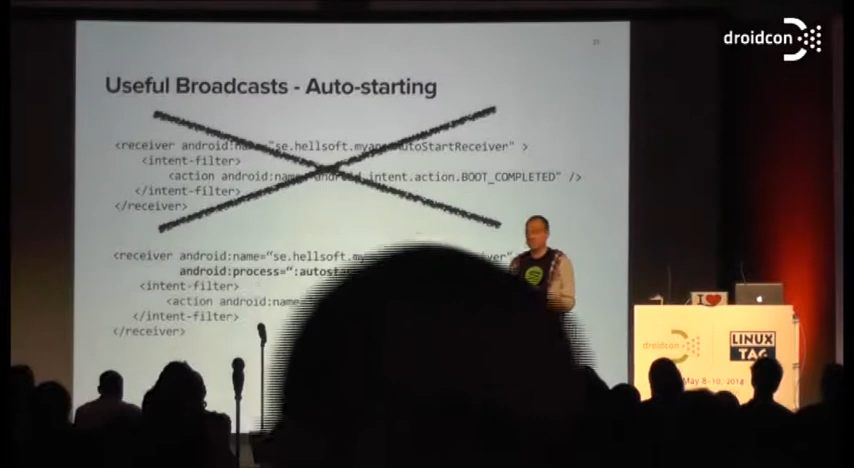 droidcon
Useful Broadcasts - Auto-starting
<receiver android:name="se.hellsoft.myapp.AutoStartReceiver" >
<intent-filter>
<action android:name= android.intent.action.BOOT_COMPLETED" />
</intent-filter>
</receiver>
<receiver android:name="se.hellsoft.my
android:process=":autosta
<intent-filter>
<action android:name=
</intent-filter>
</receiver>
I
droidcon
LINUX
TAG
May 8-10, 2014